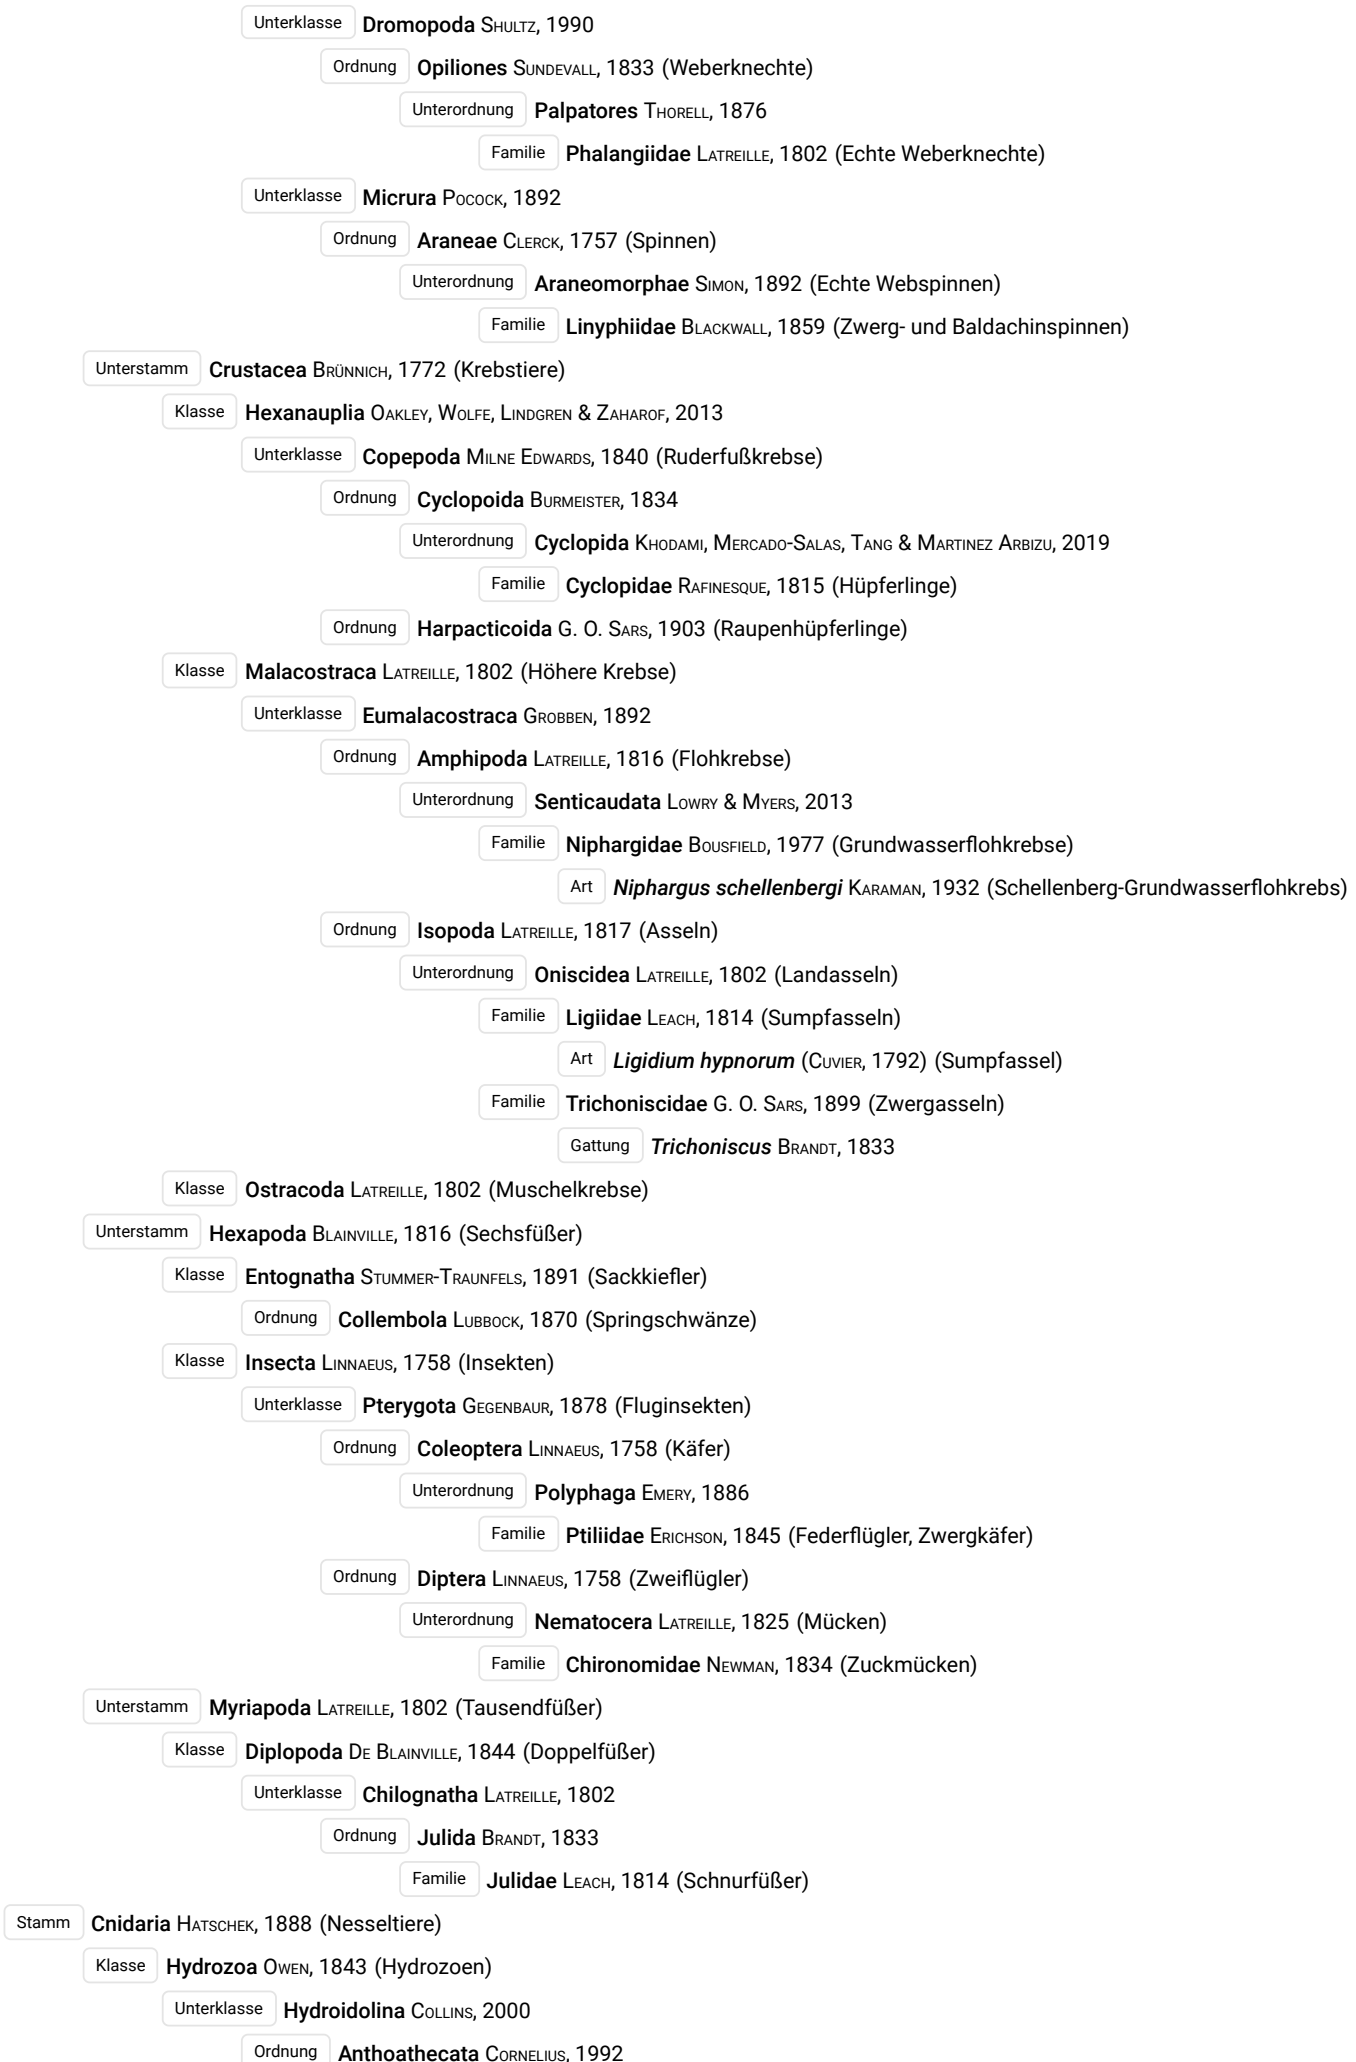 Unterklasse Dromopoda Shultz, 1990
Ordnung Opiliones Sundevall, 1833 (Weberknechte)
Unterordnung Palpatores Thorell, 1876
Familie Phalangiidae Latreille, 1802 (Echte Weberknechte)
Unterklasse Micrura Pocock, 1892
Ordnung Araneae Clerck, 1757 (Spinnen)
Unterordnung Araneomorphae Simon, 1892 (Echte Webspinnen)
Familie Linyphiidae Blackwall, 1859 (Zwerg- und Baldachinspinnen)
Unterstamm Crustacea Brünnich, 1772 (Krebstiere)
Klasse Hexanauplia Oakley, Wolfe, Lindgren & Zaharof, 2013
Unterklasse Copepoda Milne Edwards, 1840 (Ruderfußkrebse)
Ordnung Cyclopoida Burmeister, 1834
Unterordnung Cyclopida Khodami, Mercado-Salas, Tang & Martinez Arbizu, 2019
Familie Cyclopidae Rafinesque, 1815 (Hüpferlinge)
Ordnung Harpacticoida G. O. Sars, 1903 (Raupenhüpferlinge)
Klasse Malacostraca Latreille, 1802 (Höhere Krebse)
Unterklasse Eumalacostraca Grobben, 1892
Ordnung Amphipoda Latreille, 1816 (Flohkrebse)
Unterordnung Senticaudata Lowry & Myers, 2013
Familie Niphargidae Bousfield, 1977 (Grundwasserflohkrebse)
Art Niphargus schellenbergi Karaman, 1932 (Schellenberg-Grundwasserflohkrebs)
Ordnung Isopoda Latreille, 1817 (Asseln)
Unterordnung Oniscidea Latreille, 1802 (Landasseln)
Familie Ligiidae Leach, 1814 (Sumpfasseln)
Art Ligidium hypnorum (Cuvier, 1792) (Sumpfassel)
Familie Trichoniscidae G. O. Sars, 1899 (Zwergasseln)
Gattung Trichoniscus Brandt, 1833
Klasse Ostracoda Latreille, 1802 (Muschelkrebse)
Unterstamm Hexapoda Blainville, 1816 (Sechsfüßer)
Klasse Entognatha Stummer-Traunfels, 1891 (Sackkiefler)
Ordnung Collembola Lubbock, 1870 (Springschwänze)
Klasse Insecta Linnaeus, 1758 (Insekten)
Unterklasse Pterygota Gegenbaur, 1878 (Fluginsekten)
Ordnung Coleoptera Linnaeus, 1758 (Käfer)
Unterordnung Polyphaga Emery, 1886
Familie Ptiliidae Erichson, 1845 (Federflügler, Zwergkäfer)
Ordnung Diptera Linnaeus, 1758 (Zweiflügler)
Unterordnung Nematocera Latreille, 1825 (Mücken)
Familie Chironomidae Newman, 1834 (Zuckmücken)
Unterstamm Myriapoda Latreille, 1802 (Tausendfüßer)
Klasse Diplopoda De Blainville, 1844 (Doppelfüßer)
Unterklasse Chilognatha Latreille, 1802
Ordnung Julida Brandt, 1833
Familie Julidae Leach, 1814 (Schnurfüßer)
Stamm Cnidaria Hatschek, 1888 (Nesseltiere)
Klasse Hydrozoa Owen, 1843 (Hydrozoen)
Unterklasse Hydroidolina Collins, 2000
Ordnung Anthoathecata Cornelius, 1992